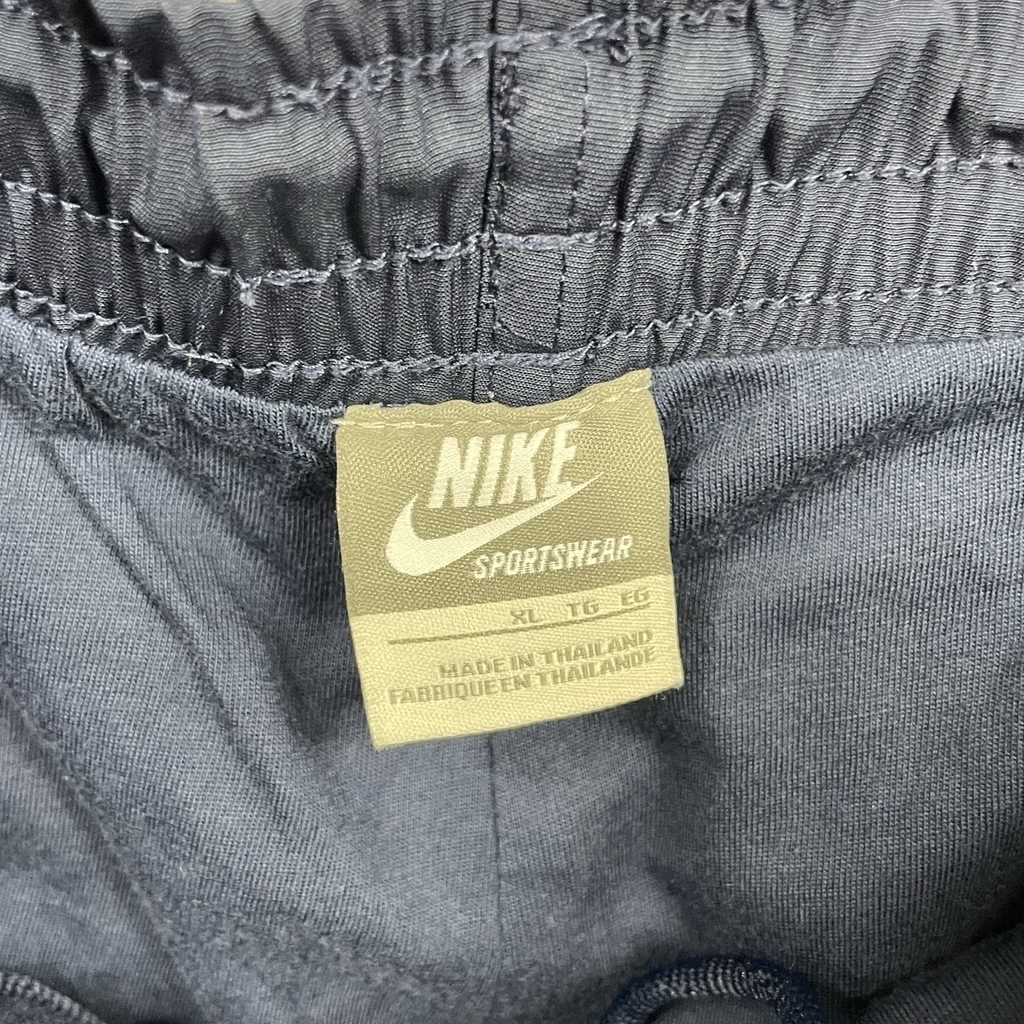 NIKE
SPORTSWEAR
XL TG EG
MADE IN THAILAND
FABRIQUE EN THAILANDE